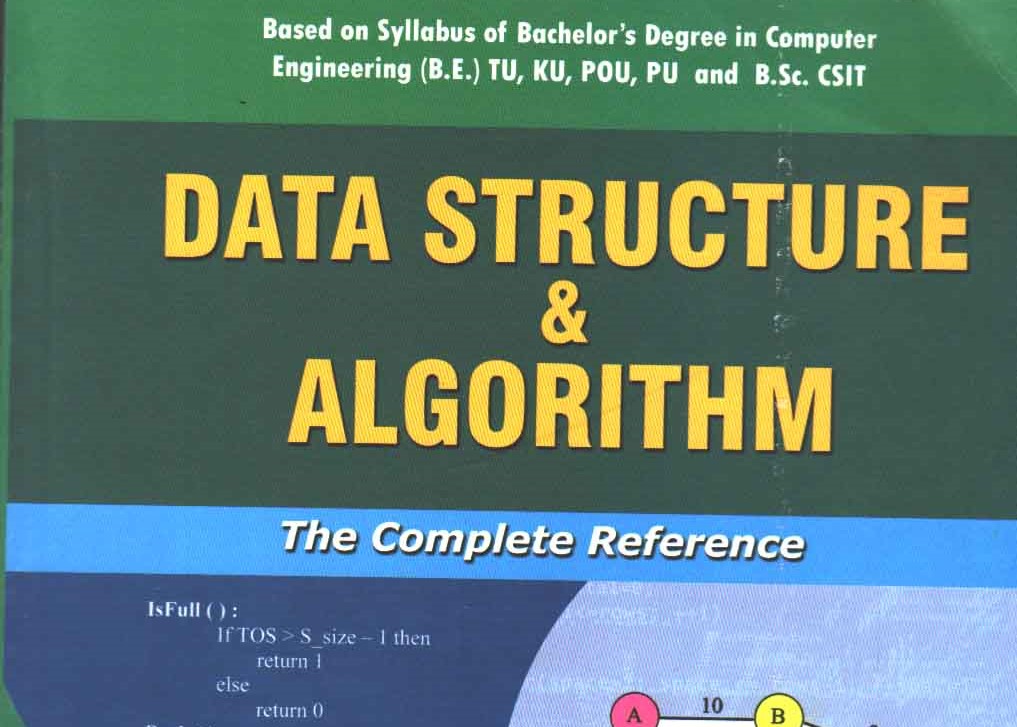 Based on Syllabus of Bachelor's Degree in Computer
Engineering (B.E.) TU, KU, POU, PU and B.Sc. CSIT
DATA STRUCTURE
&
ALGORITHM
The Complete Reference
IsFull ( ) :
If TOS > S_size – 1 then
return 1
else
return 0
10
A
B